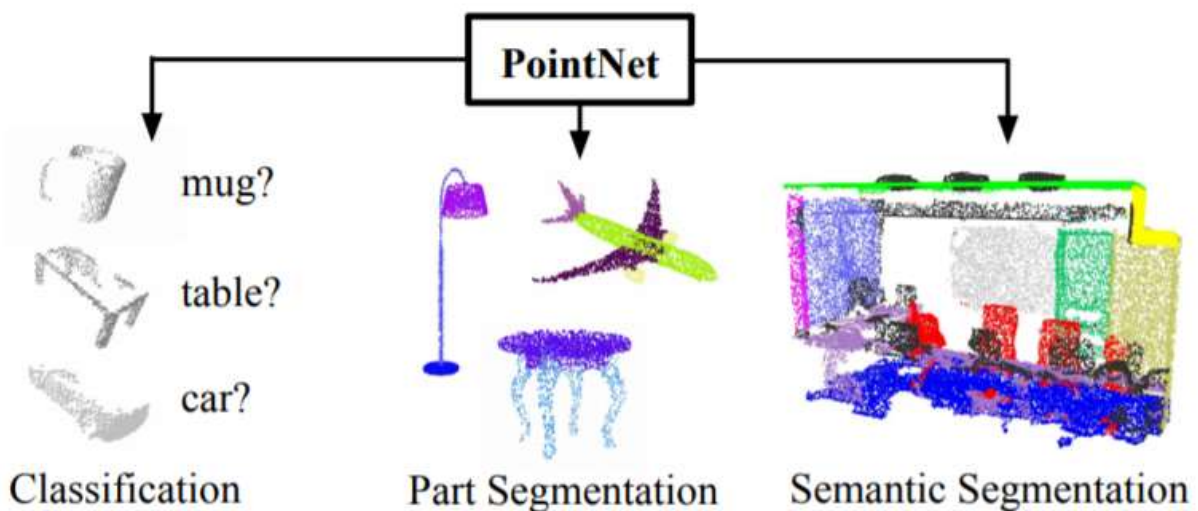 PointNet
mug?
table?
car?
Classification
Part Segmentation
Semantic Segmentation